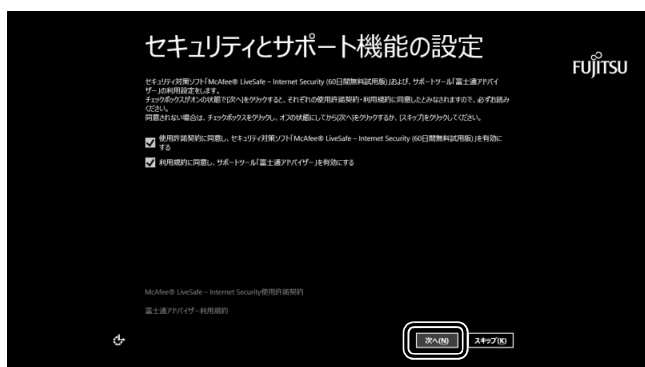 セキュリティとサポート機能の設定
FUJITSU
セキュリティ対策ソフト「McAfee® LiveSafe – Internet Security (60日間無料試用版)」および、サポートツール「富士通アドバイ
ザー」の利用設定をします。
チェックボックスがオンの状態で[次へ]をクリックすると、それぞれの使用許諾契約・利用規約に同意したとみなされますので、必ずお読み
ください。
同意されない場合は、チェックボックスをクリックし、オフの状態にしてから[次へ]をクリックするか、[スキップ]をクリックしてください。
使用許諾契約に同意し、セキュリティ対策ソフト「McAfee® LiveSafe – Internet Security (60日間無料試用版)」を有効に
する
利用規約に同意し、サポートツール「富士通アドバイザー」を有効にする
McAfee® LiveSafe – Internet Security使用許諾契約
富士通アドバイザー利用規約
次へ(N)
スキップ(K)